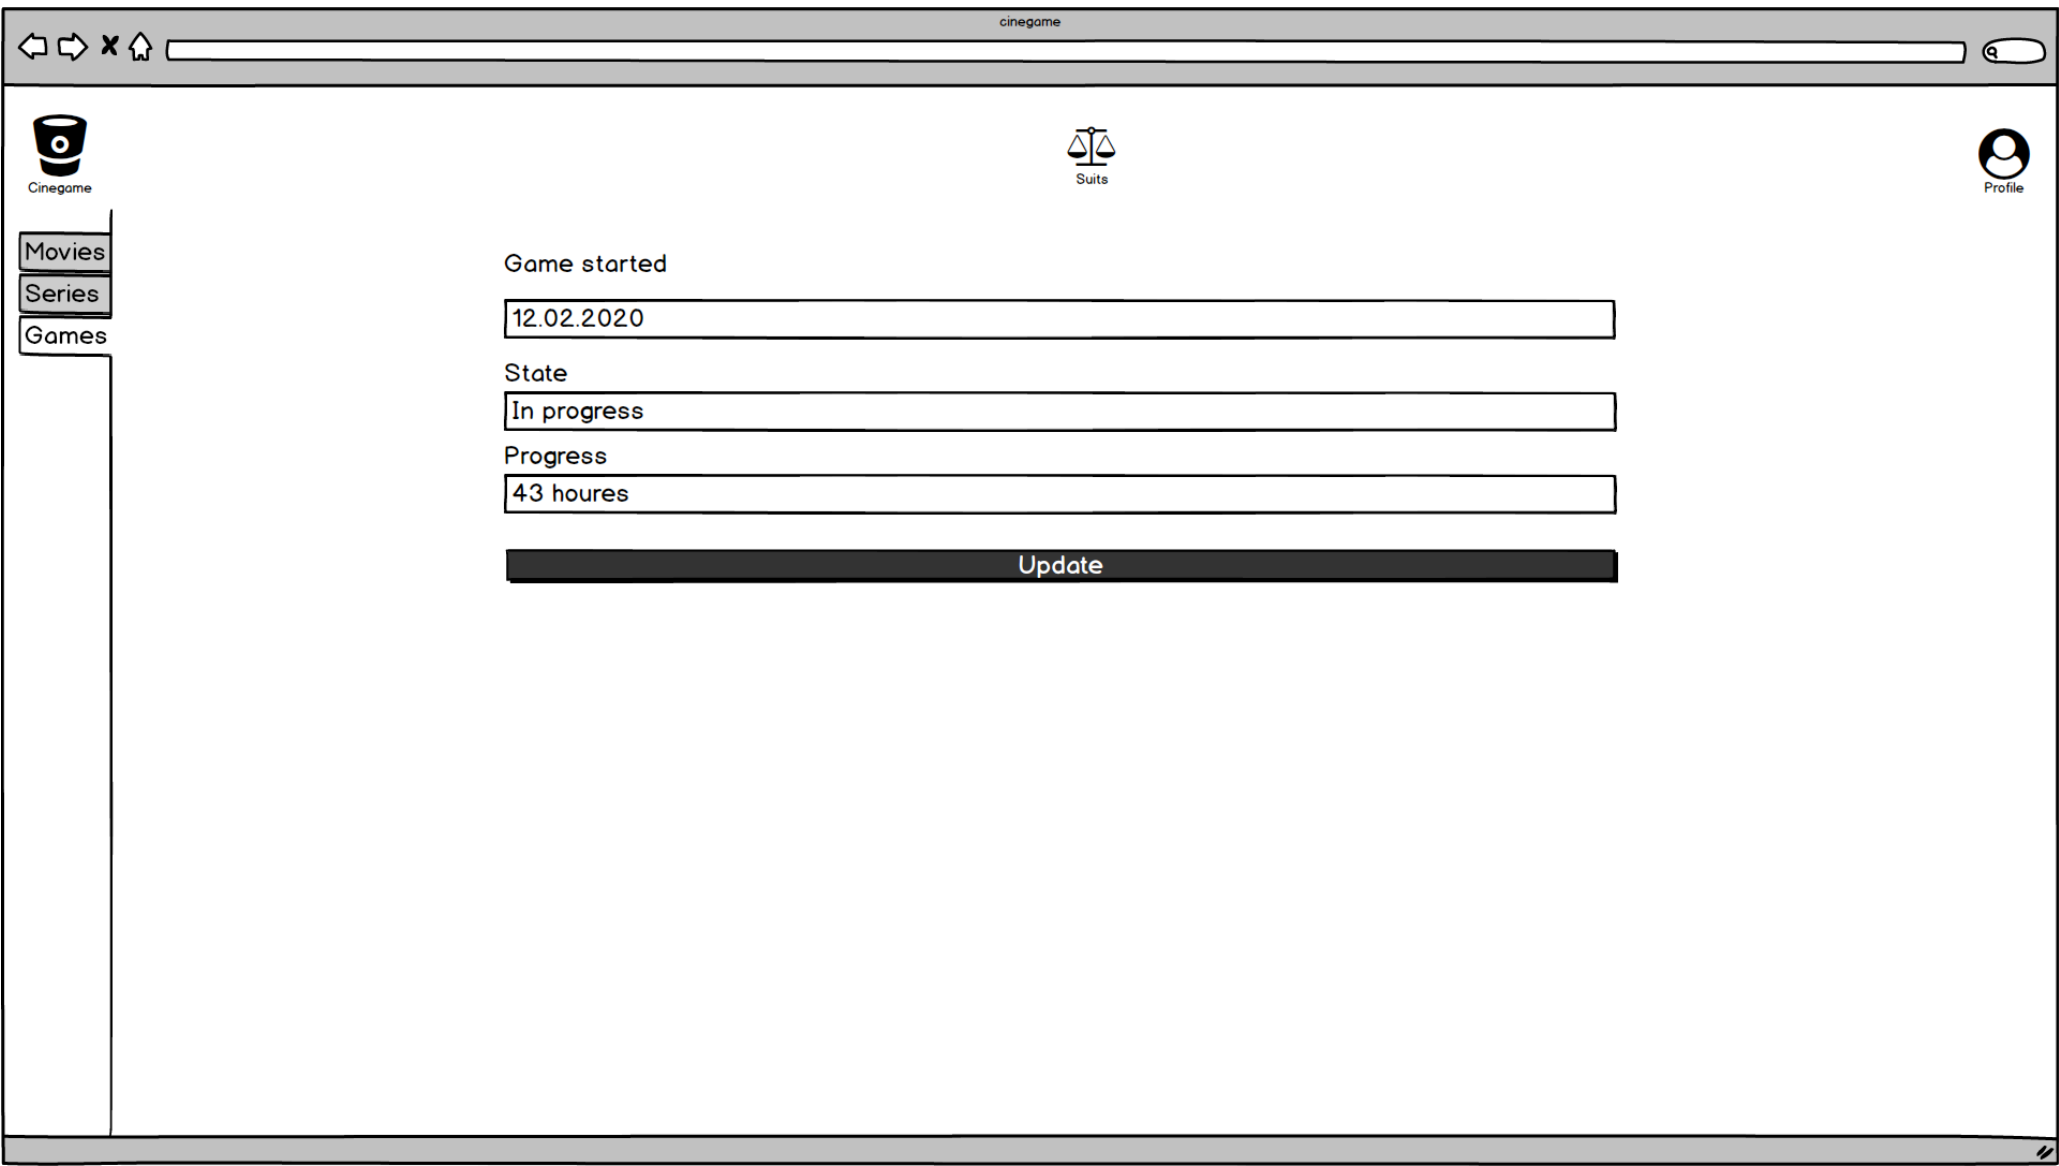 cinegame
Cinegame
Suits
Profile
Movies
Series
Games
Game started
12.02.2020
State
In progress
Progress
43 houres
Update